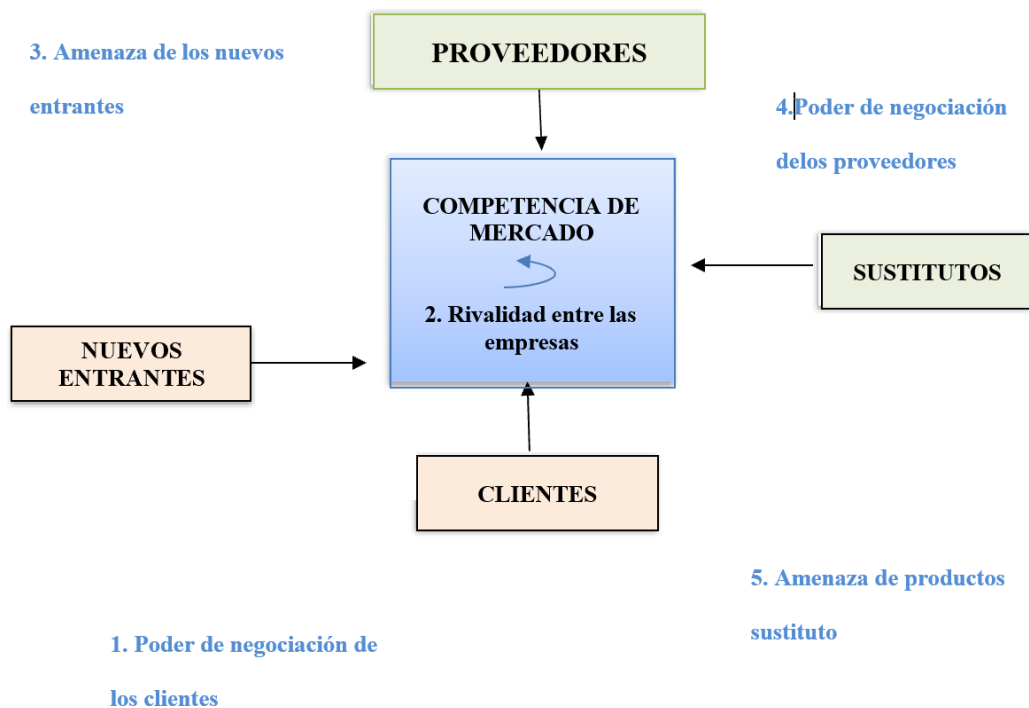 3. Amenaza de los nuevos
entrantes
PROVEEDORES
4.Poder de negociación
delos proveedores
COMPETENCIA DE
MERCADO
2. Rivalidad entre las
empresas
SUSTITUTOS
NUEVOS
ENTRANTES
CLIENTES
5. Amenaza de productos
sustituto
1. Poder de negociación de
los clientes